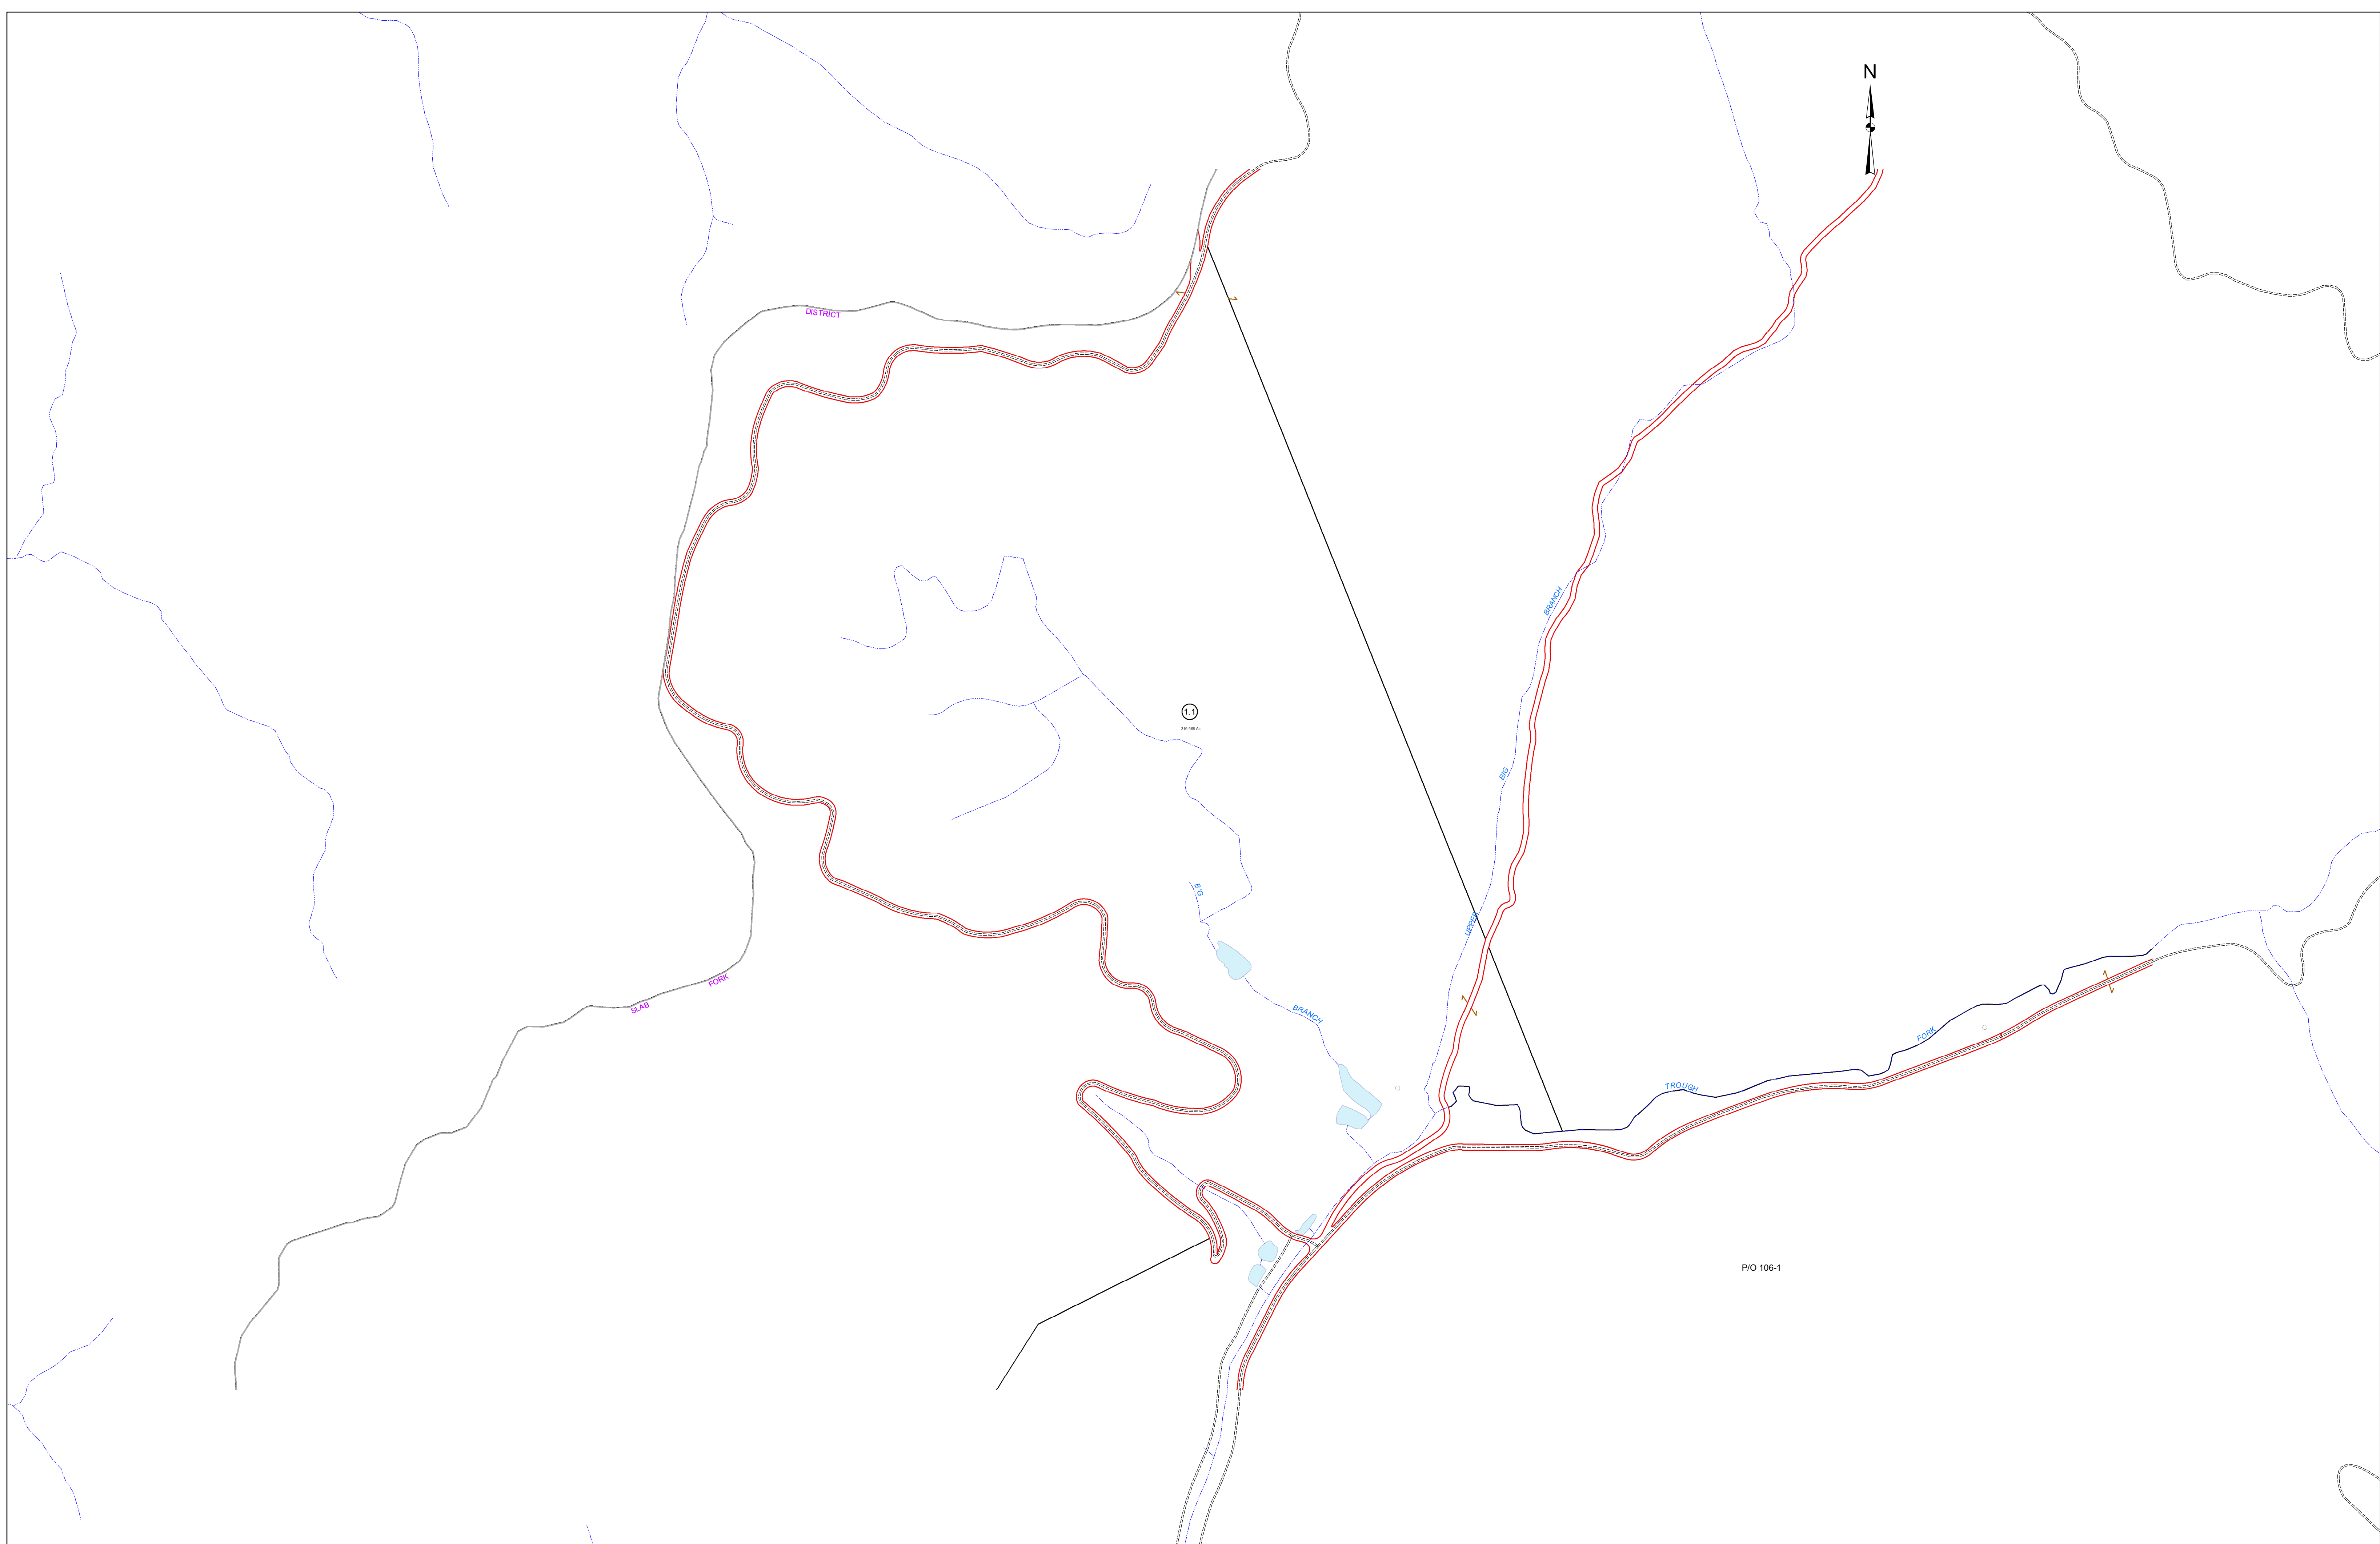 N
DISTRICT
BRANCH
1.1
BIG
BIG
UPPER
SLAB
FORK
BRANCH
FORK
TROUGH
P/O 106-1